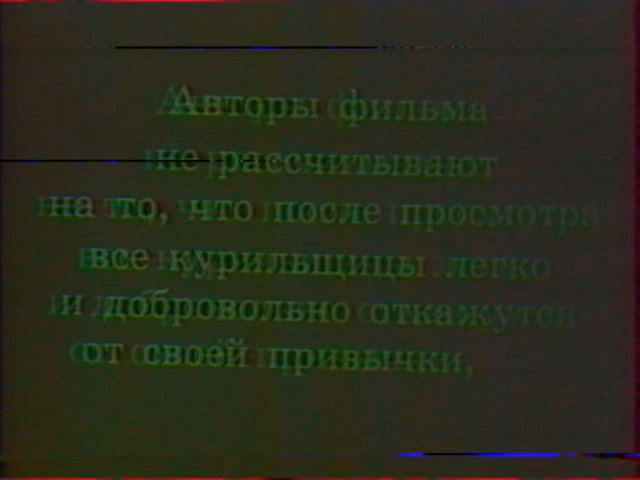 Авторы фильма
не рассчитывают
на то, что после просмотра
все курильщицы легко
и добровольно откажутся
от своей привычки,